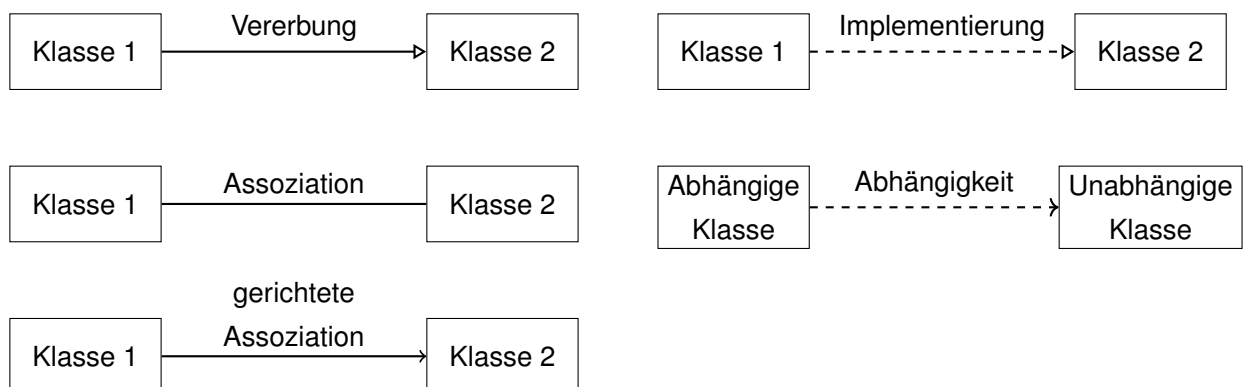 Vererbung
Klasse 1
Klasse 2
Implementierung
Klasse 1
Klasse 2
Assoziation
Klasse 1
Klasse 2
Abhängigkeit
Abhängige
Klasse
Unabhängige
Klasse
gerichtete
Assoziation
Klasse 1
Klasse 2